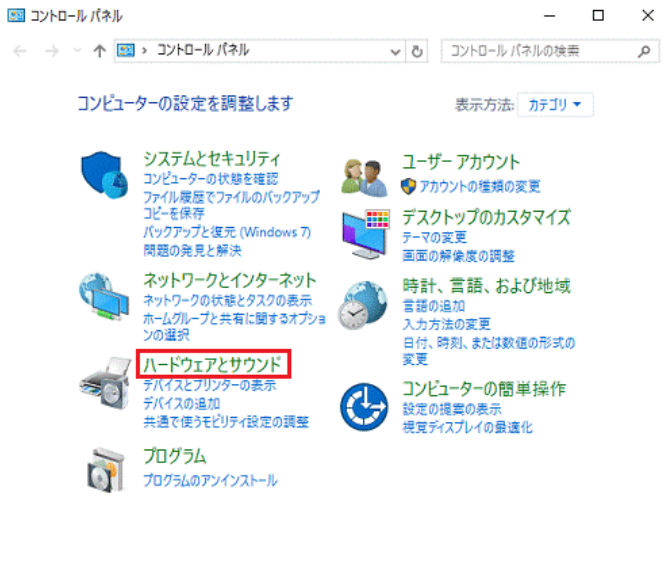 コントロール パネル
コントロール パネル
コントロール パネルの検索
コンピューターの設定を調整します
表示方法: カテゴリ
システムとセキュリティ
コンピューターの状態を確認
ファイル履歴でファイルのバックアップ
コピーを保存
バックアップと復元 (Windows 7)
問題の発見と解決
ネットワークとインターネット
ネットワークの状態とタスクの表示
ホームグループと共有に関するオプショ
ンの選択
ハードウェアとサウンド
デバイスとプリンターの表示
デバイスの追加
共通で使うモビリティ設定の調整
プログラム
プログラムのアンインストール
ユーザー アカウント
アカウントの種類の変更
デスクトップのカスタマイズ
テーマの変更
画面の解像度の調整
時計、言語、および地域
言語の追加
入力方法の変更
日付、時刻、または数値の形式の
変更
コンピューターの簡単操作
設定の提案の表示
視覚ディスプレイの最適化